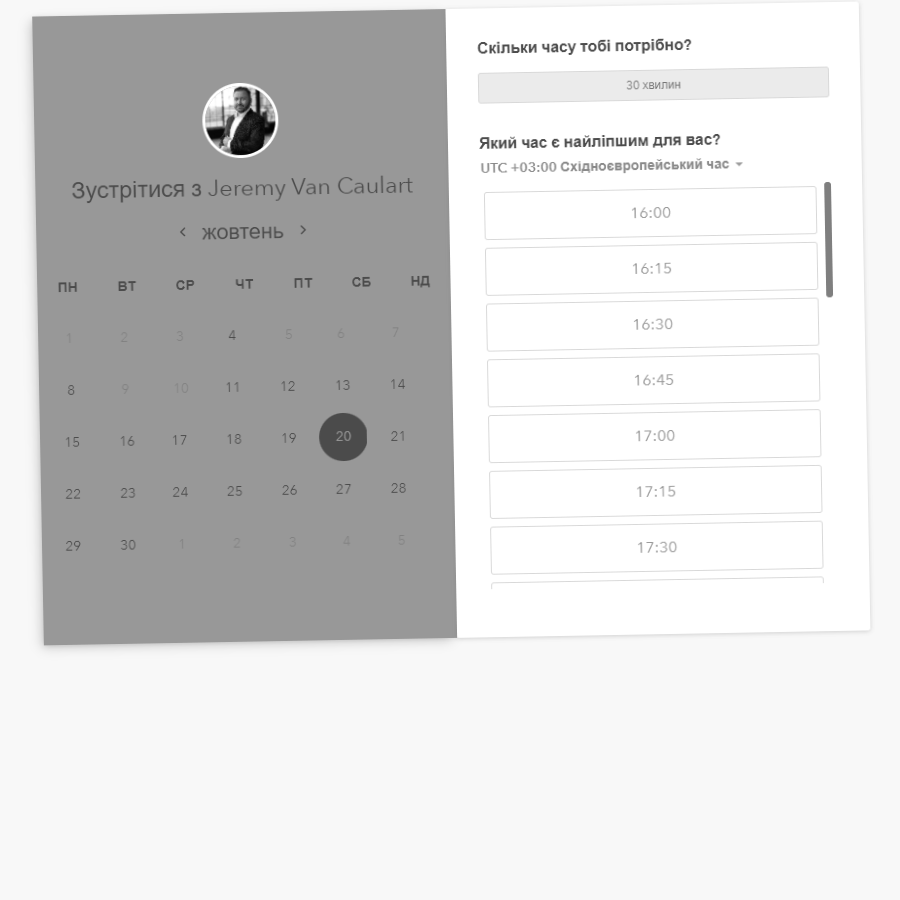 Зустрітися з Jeremy Van Caulart
жовтень
ПН ВТ СР ЧТ ПТ СБ НД
1 2 3 4 5 6 7
8 9 10 11 12 13 14
15 16 17 18 19 20 21
22 23 24 25 26 27 28
29 30 1 2 3 4 5
Скільки часу тобі потрібно?
30 хвилин
Який час є найліпшим для вас?
UTC +03:00 Східноєвропейський час
16:00
16:15
16:30
16:45
17:00
17:15
17:30